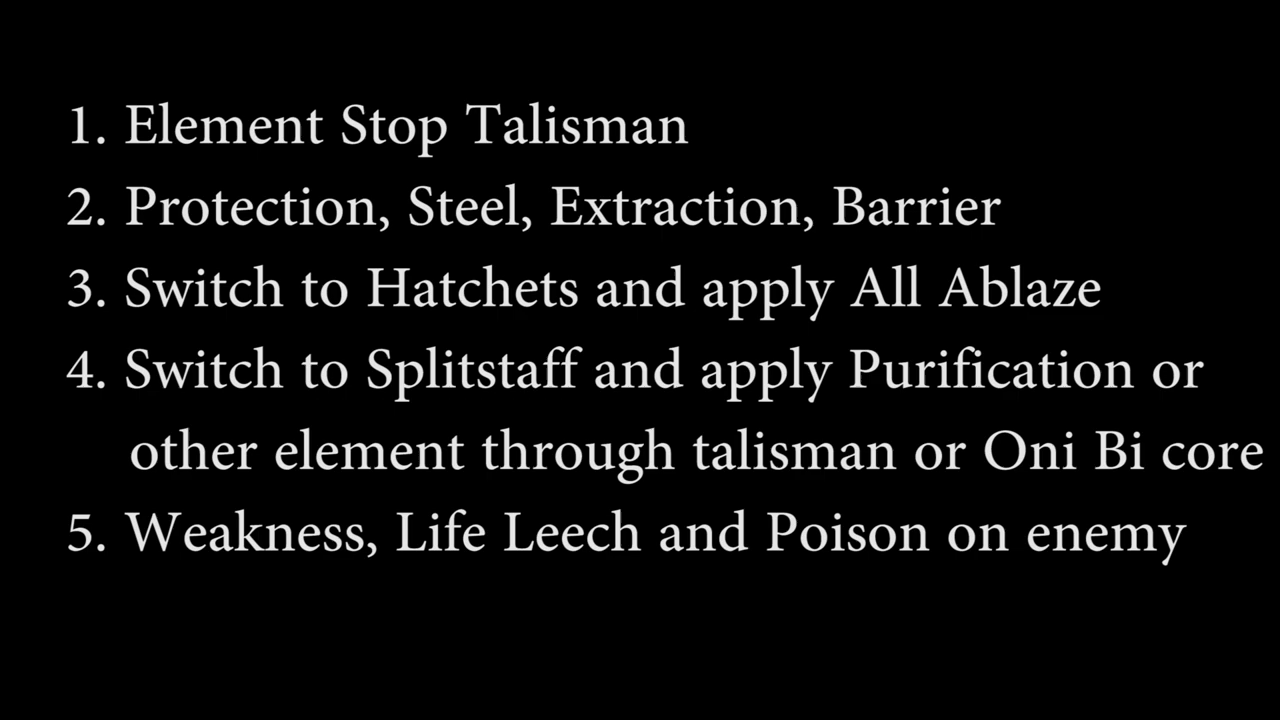 1. Element Stop Talisman
2. Protection, Steel, Extraction, Barrier
3. Switch to Hatchets and apply All Ablaze
4. Switch to Splitstaff and apply Purification or
other element through talisman or Oni Bi core
5. Weakness, Life Leech and Poison on enemy